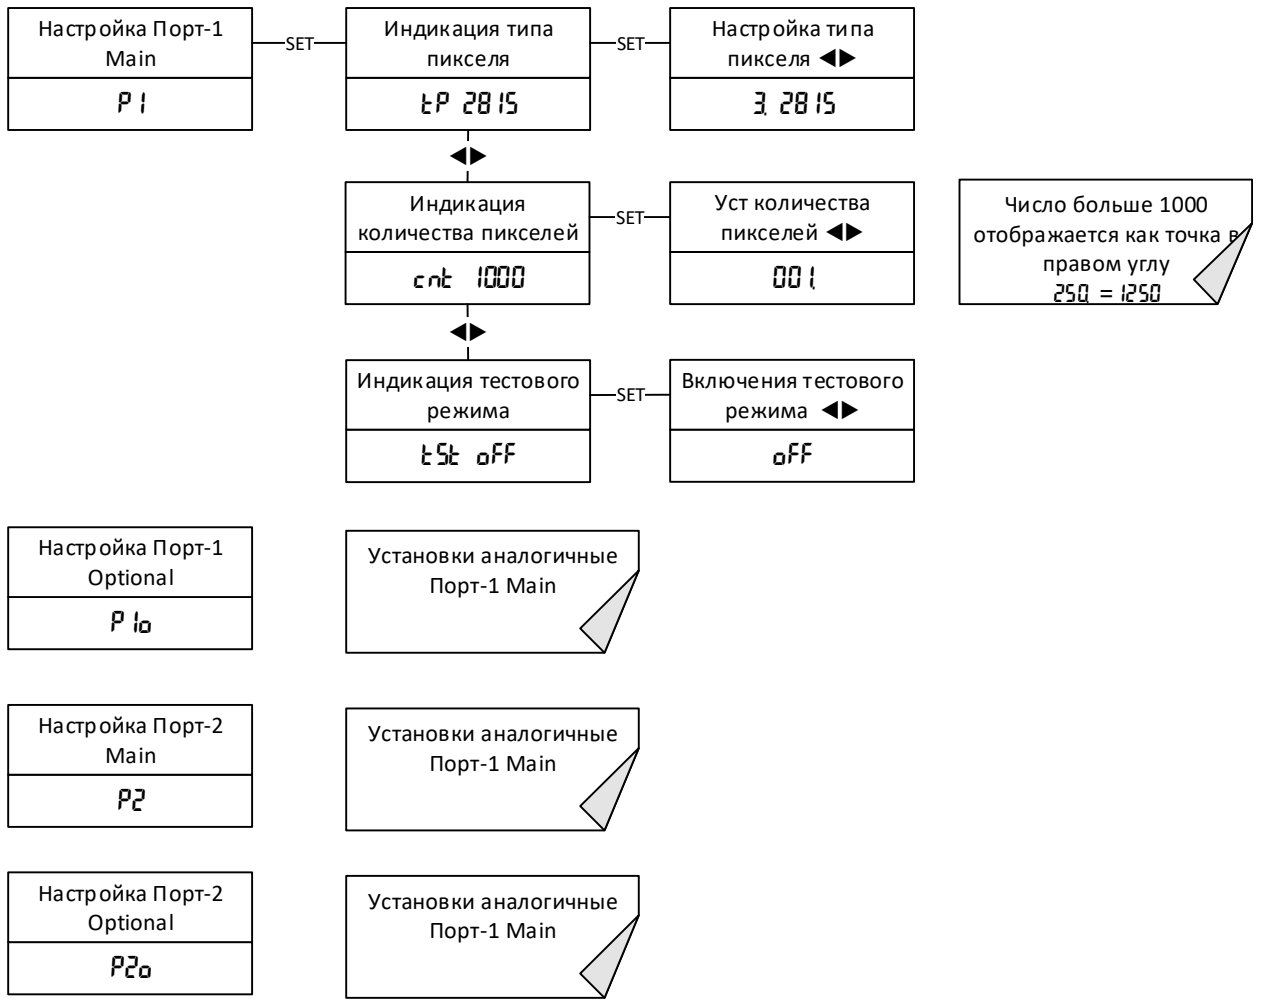 Настройка Порт-1
Main
P1
SET
Индикация типа
пикселя
tP 2815
SET
Настройка типа
пикселя ◀▶
3. 2815
◀▶
Индикация
количества пикселей
cnt 1000
SET
Уст количества
пикселей ◀▶
001.
Число больше 1000
отображается как точка в
правом углу
250. = 1250
◀▶
Индикация тестового
режима
tSt oFF
SET
Включения тестового
режима ◀▶
oFF
Настройка Порт-1
Optional
P1o
Установки аналогичные
Порт-1 Main
Настройка Порт-2
Main
P2
Установки аналогичные
Порт-1 Main
Настройка Порт-2
Optional
P2o
Установки аналогичные
Порт-1 Main